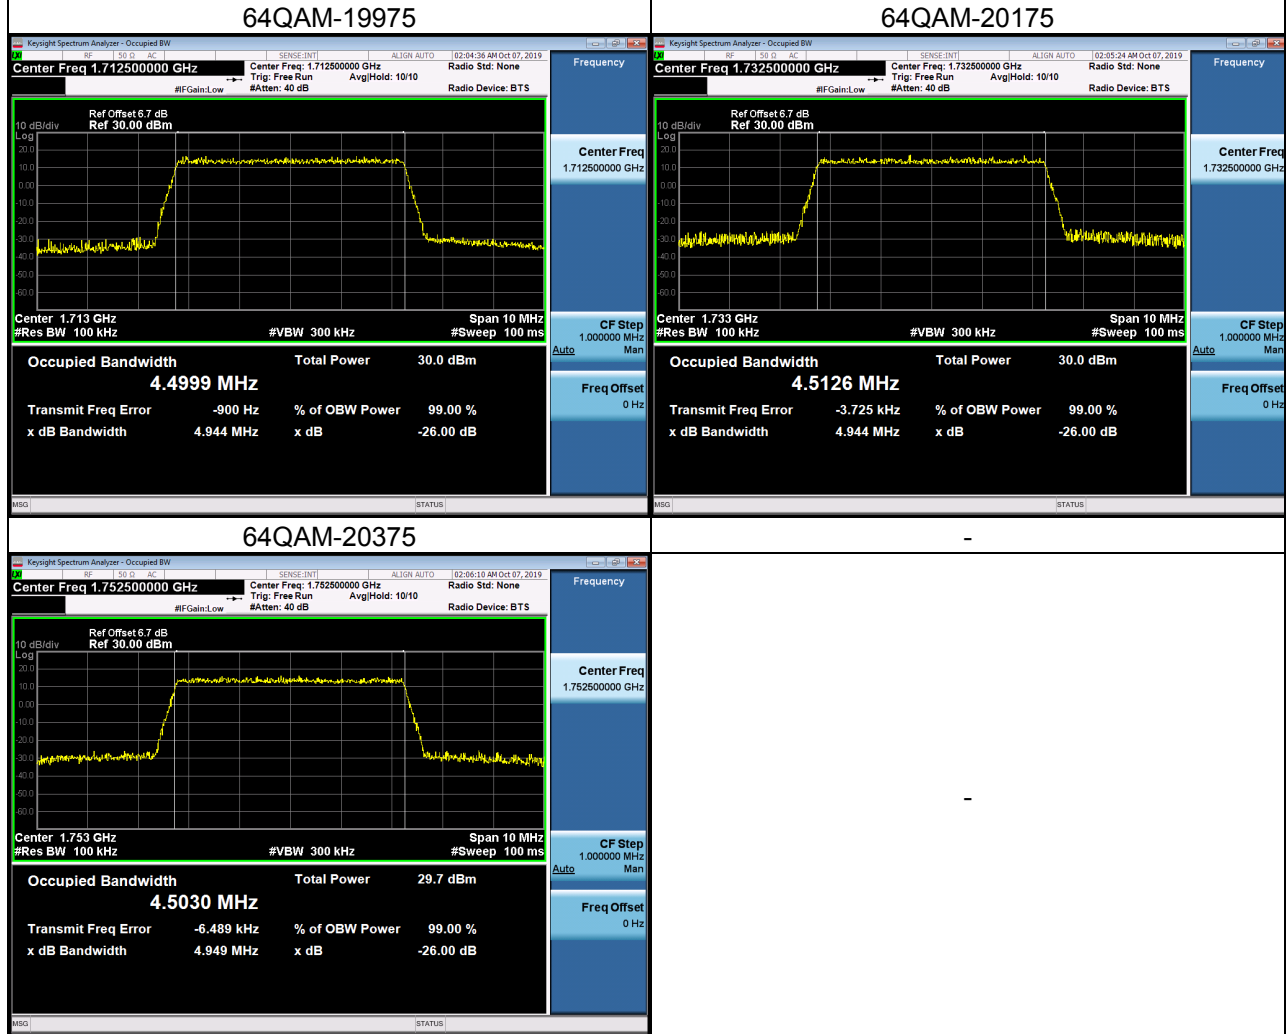 64QAM-19975
Keysight Spectrum Analyzer - Occupied BW
RF 50 Ω AC SENSE:INT ALIGN AUTO 02:04:36 AM Oct 07, 2019
Center Freq 1.712500000 GHz
Center Freq: 1.712500000 GHz
Radio Std: None
Trig: Free Run Avg|Hold: 10/10
#IFGain:Low
#Atten: 40 dB
Radio Device: BTS
Ref Offset 6.7 dB
10 dB/div Ref 30.00 dBm
Log
20.0
10.0
0.00
-10.0
-20.0
-30.0
-40.0
-50.0
-60.0
Center 1.713 GHz Span 10 MHz
#Res BW 100 kHz #VBW 300 kHz #Sweep 100 ms
Occupied Bandwidth Total Power 30.0 dBm
4.4999 MHz
Transmit Freq Error -900 Hz % of OBW Power 99.00 %
x dB Bandwidth 4.944 MHz x dB -26.00 dB
MSG STATUS
Frequency
Center Freq
1.712500000 GHz
CF Step
1.000000 MHz
Auto Man
Freq Offset
0 Hz
64QAM-20175
Keysight Spectrum Analyzer - Occupied BW
RF 50 Ω AC SENSE:INT ALIGN AUTO 02:05:24 AM Oct 07, 2019
Center Freq 1.732500000 GHz
Center Freq: 1.732500000 GHz
Radio Std: None
Trig: Free Run Avg|Hold: 10/10
#IFGain:Low
#Atten: 40 dB
Radio Device: BTS
Ref Offset 6.7 dB
10 dB/div Ref 30.00 dBm
Log
20.0
10.0
0.00
-10.0
-20.0
-30.0
-40.0
-50.0
-60.0
Center 1.733 GHz Span 10 MHz
#Res BW 100 kHz #VBW 300 kHz #Sweep 100 ms
Occupied Bandwidth Total Power 30.0 dBm
4.5126 MHz
Transmit Freq Error -3.725 kHz % of OBW Power 99.00 %
x dB Bandwidth 4.944 MHz x dB -26.00 dB
MSG STATUS
Frequency
Center Freq
1.732500000 GHz
CF Step
1.000000 MHz
Auto Man
Freq Offset
0 Hz
64QAM-20375
Keysight Spectrum Analyzer - Occupied BW
RF 50 Ω AC SENSE:INT ALIGN AUTO 02:06:10 AM Oct 07, 2019
Center Freq 1.752500000 GHz
Center Freq: 1.752500000 GHz
Radio Std: None
Trig: Free Run Avg|Hold: 10/10
#IFGain:Low
#Atten: 40 dB
Radio Device: BTS
Ref Offset 6.7 dB
10 dB/div Ref 30.00 dBm
Log
20.0
10.0
0.00
-10.0
-20.0
-30.0
-40.0
-50.0
-60.0
Center 1.753 GHz Span 10 MHz
#Res BW 100 kHz #VBW 300 kHz #Sweep 100 ms
Occupied Bandwidth Total Power 29.7 dBm
4.5030 MHz
Transmit Freq Error -6.489 kHz % of OBW Power 99.00 %
x dB Bandwidth 4.949 MHz x dB -26.00 dB
MSG STATUS
Frequency
Center Freq
1.752500000 GHz
CF Step
1.000000 MHz
Auto Man
Freq Offset
0 Hz
-
-